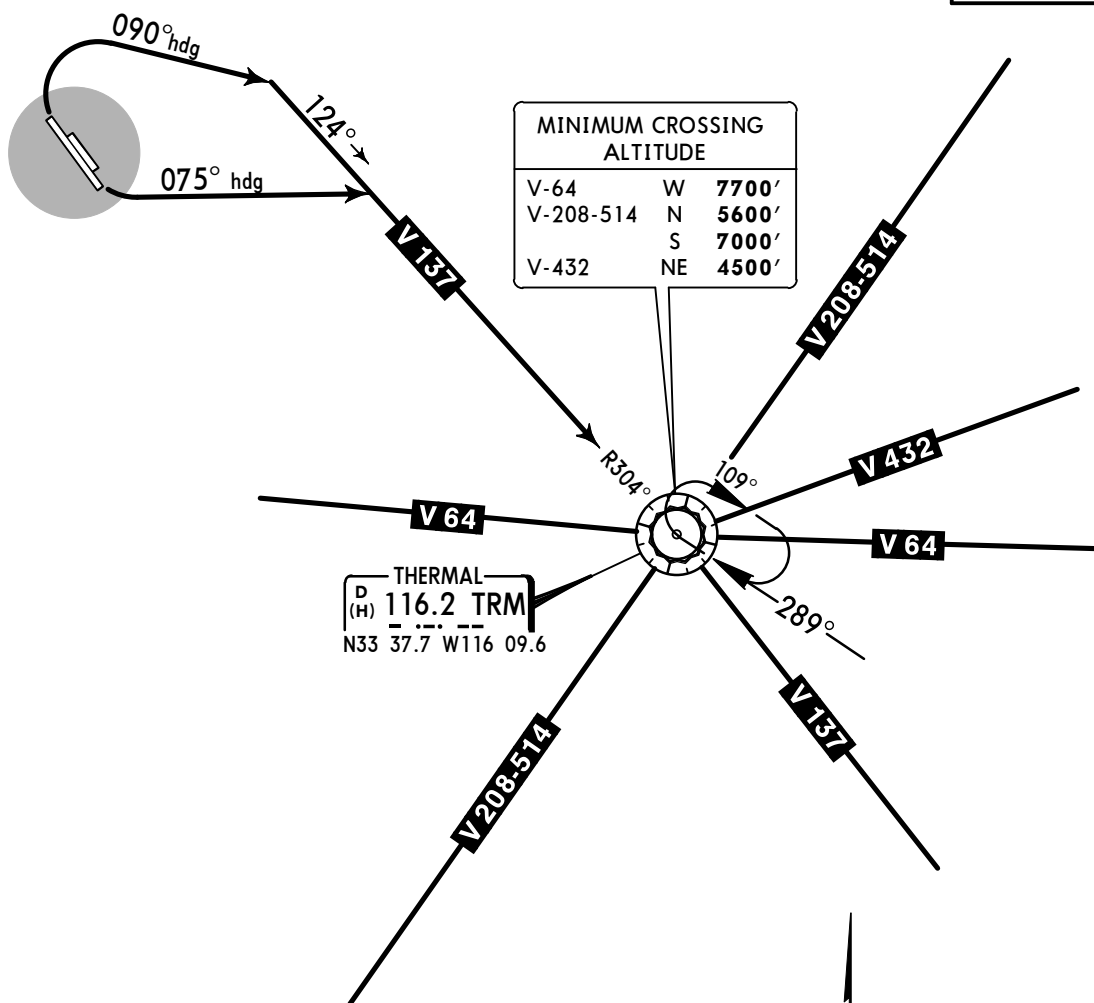 090° hdg
124°
075° hdg
V 137
MINIMUM CROSSING
ALTITUDE
V-64 W 7700′
V-208-514 N 5600′
S 7000′
V-432 NE 4500′
V 208-514
V 432
R304°
109°
V 64
V 64
THERMAL
D
(H) 116.2 TRM
N33 37.7 W116 09.6
289°
V 137
V 208-514